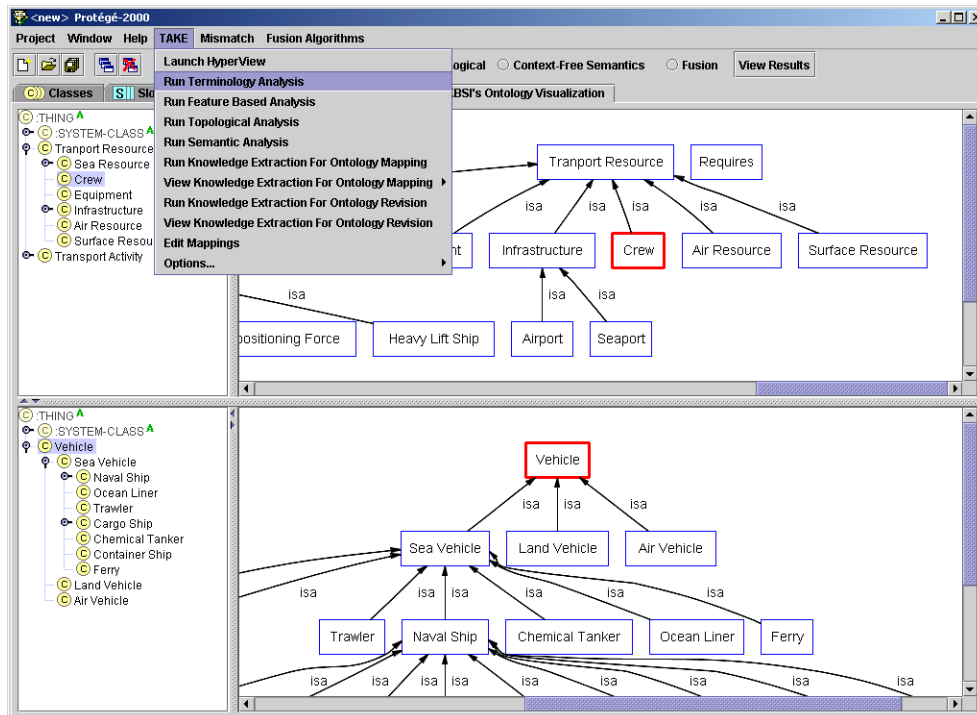 <new> Protégé-2000
Project Window Help TAKE Mismatch Fusion Algorithms
Launch HyperView
Run Terminology Analysis
Run Feature Based Analysis
Run Topological Analysis
Run Semantic Analysis
Run Knowledge Extraction For Ontology Mapping
View Knowledge Extraction For Ontology Mapping
Run Knowledge Extraction For Ontology Revision
View Knowledge Extraction For Ontology Revision
Edit Mappings
Options...
ological Context-Free Semantics Fusion View Results
C Classes S Slo BSI's Ontology Visualization
C :THING A
C :SYSTEM-CLASS A
C Tranport Resource
C Sea Resource
C Crew
C Equipment
C Infrastructure
C Air Resource
C Surface Resou
C Transport Activity
Tranport Resource Requires
isa isa isa isa isa
nt Infrastructure Crew Air Resource Surface Resource
isa isa isa
ositioning Force Heavy Lift Ship Airport Seaport
C :THING A
C :SYSTEM-CLASS A
C Vehicle
C Sea Vehicle
C Naval Ship
C Ocean Liner
C Trawler
C Cargo Ship
C Chemical Tanker
C Container Ship
C Ferry
C Land Vehicle
C Air Vehicle
Vehicle
isa isa isa
Sea Vehicle Land Vehicle Air Vehicle
isa isa isa isa isa isa
Trawler Naval Ship Chemical Tanker Ocean Liner Ferry
isa isa isa isa isa isa isa isa